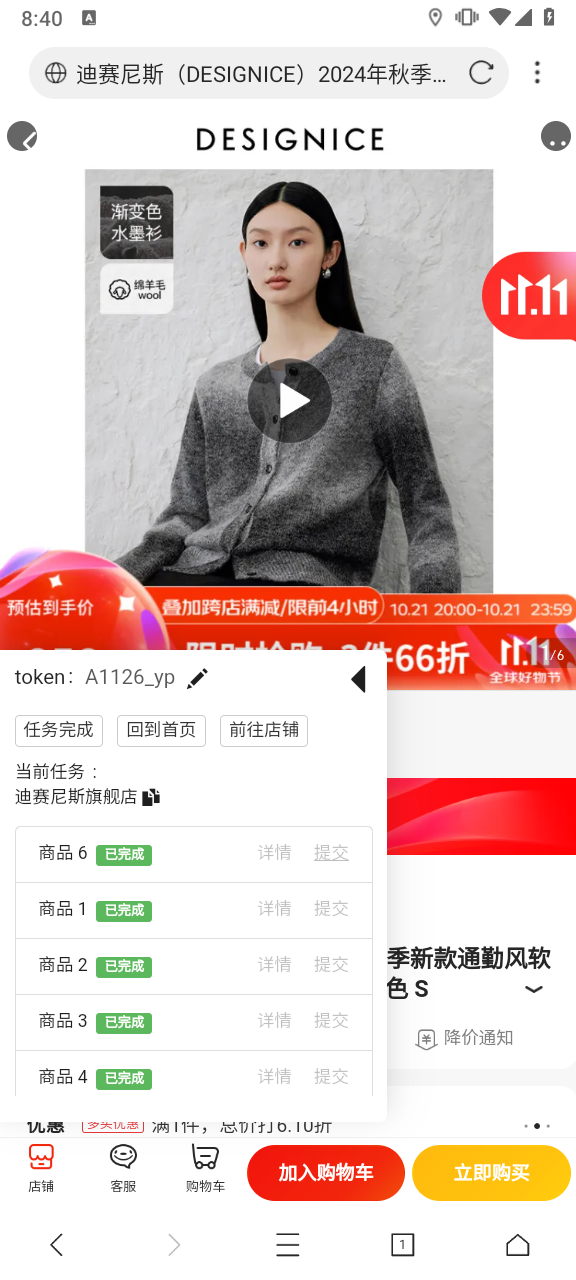 8:40
迪赛尼斯（DESIGNICE）2024年秋季...
DESIGNICE
渐变色
水墨衫
绵羊毛
wool
11.11
预估到手价
叠加跨店满减/限前4小时
10.21 20:00-10.21 23:59
限时抢购 2件66折
11.11
/6
全球好物节
token： A1126_yp
任务完成
回到首页
前往店铺
当前任务 ：
迪赛尼斯旗舰店
商品 6 已完成 详情 提交
商品 1 已完成 详情 提交
商品 2 已完成 详情 提交
商品 3 已完成 详情 提交
商品 4 已完成 详情 提交
季新款通勤风软
色 S
降价通知
优惠 多买优惠 满1件，总价打6.10折
店铺
客服
购物车
加入购物车
立即购买
1